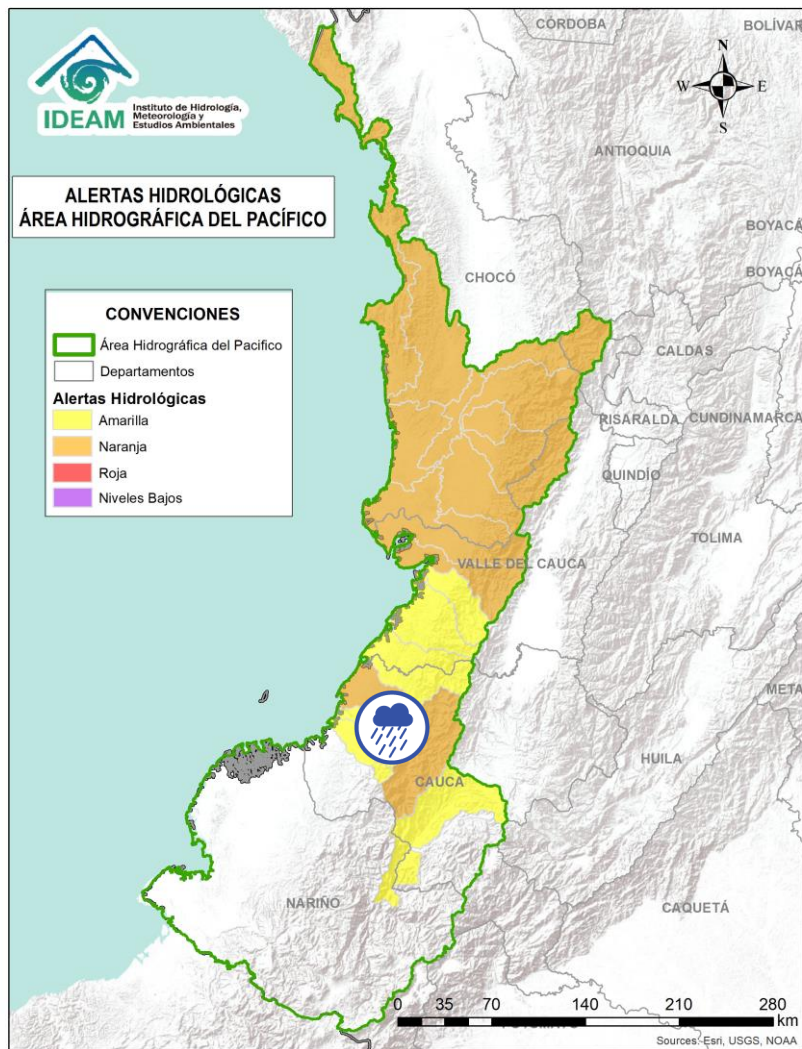 CÓRDOBA
BOLÍVAR
IDEAM
Instituto de Hidrología,
Meteorología y
Estudios Ambientales
N
W
E
S
ANTIOQUIA
ALERTAS HIDROLÓGICAS
ÁREA HIDROGRÁFICA DEL PACÍFICO
BOYACÁ
BOYACÁ
CHOCÓ
CONVENCIONES
Área Hidrográfica del Pacifico
Departamentos
Alertas Hidrológicas
Amarilla
Naranja
Roja
Niveles Bajos
CALDAS
RISARALDA
CUNDINAMARCA
QUINDÍO
TOLIMA
VALLE DEL CAUCA
META
HUILA
CAUCA
NARIÑO
CAQUETÁ
0 35 70 140 210 280
km
Sources: Esri, USGS, NOAA